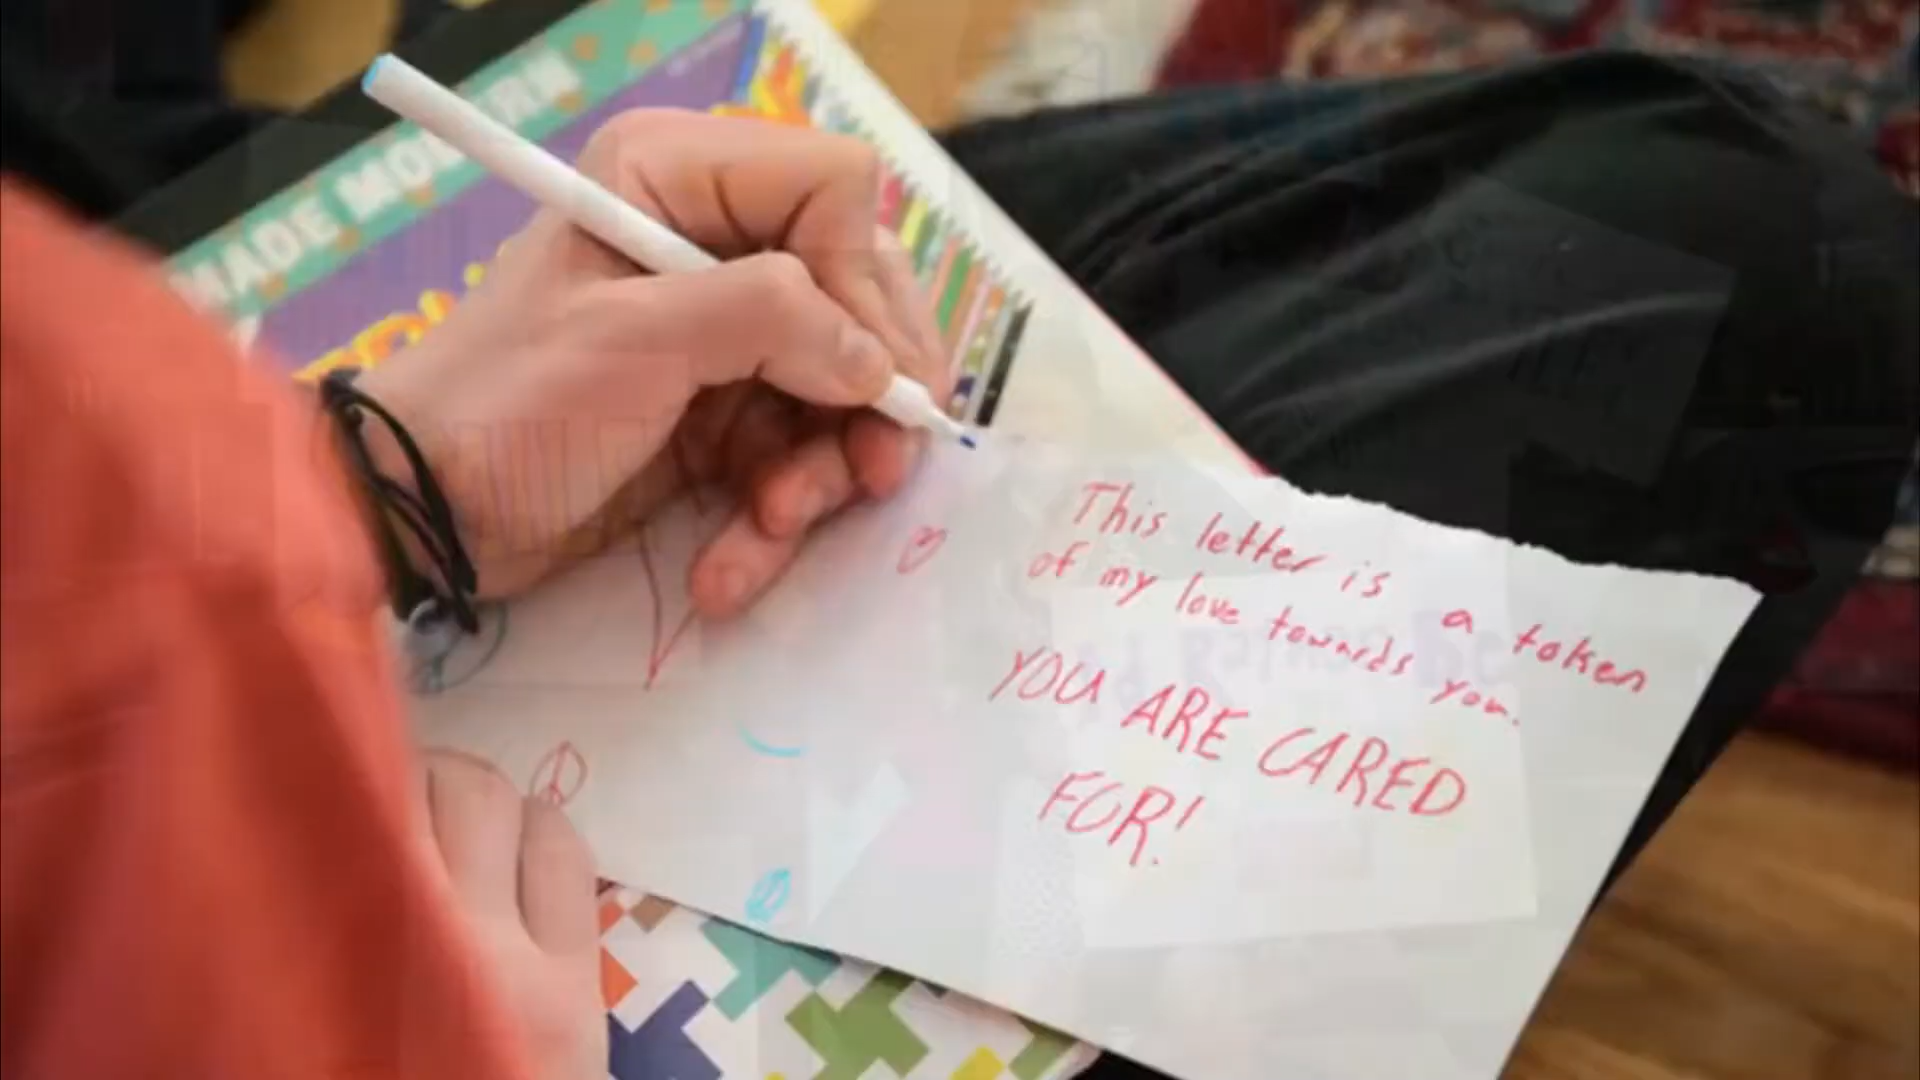 MADE MODERN
This letter is a token
of my love towards you.
YOU ARE CARED
FOR!